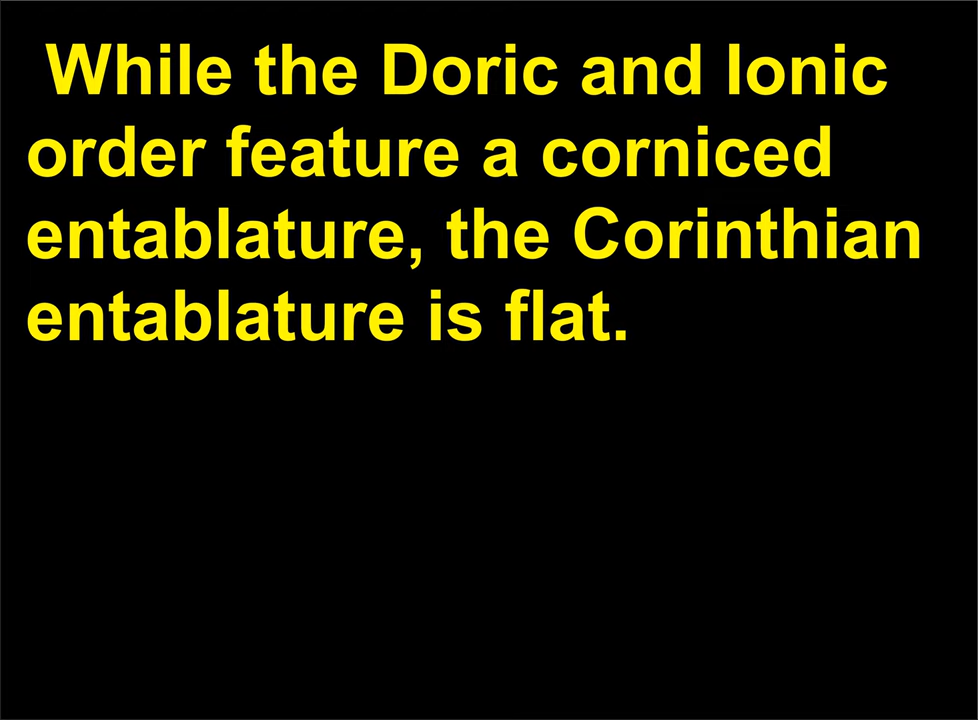 While the Doric and Ionic
order feature a corniced
entablature, the Corinthian
entablature is flat.